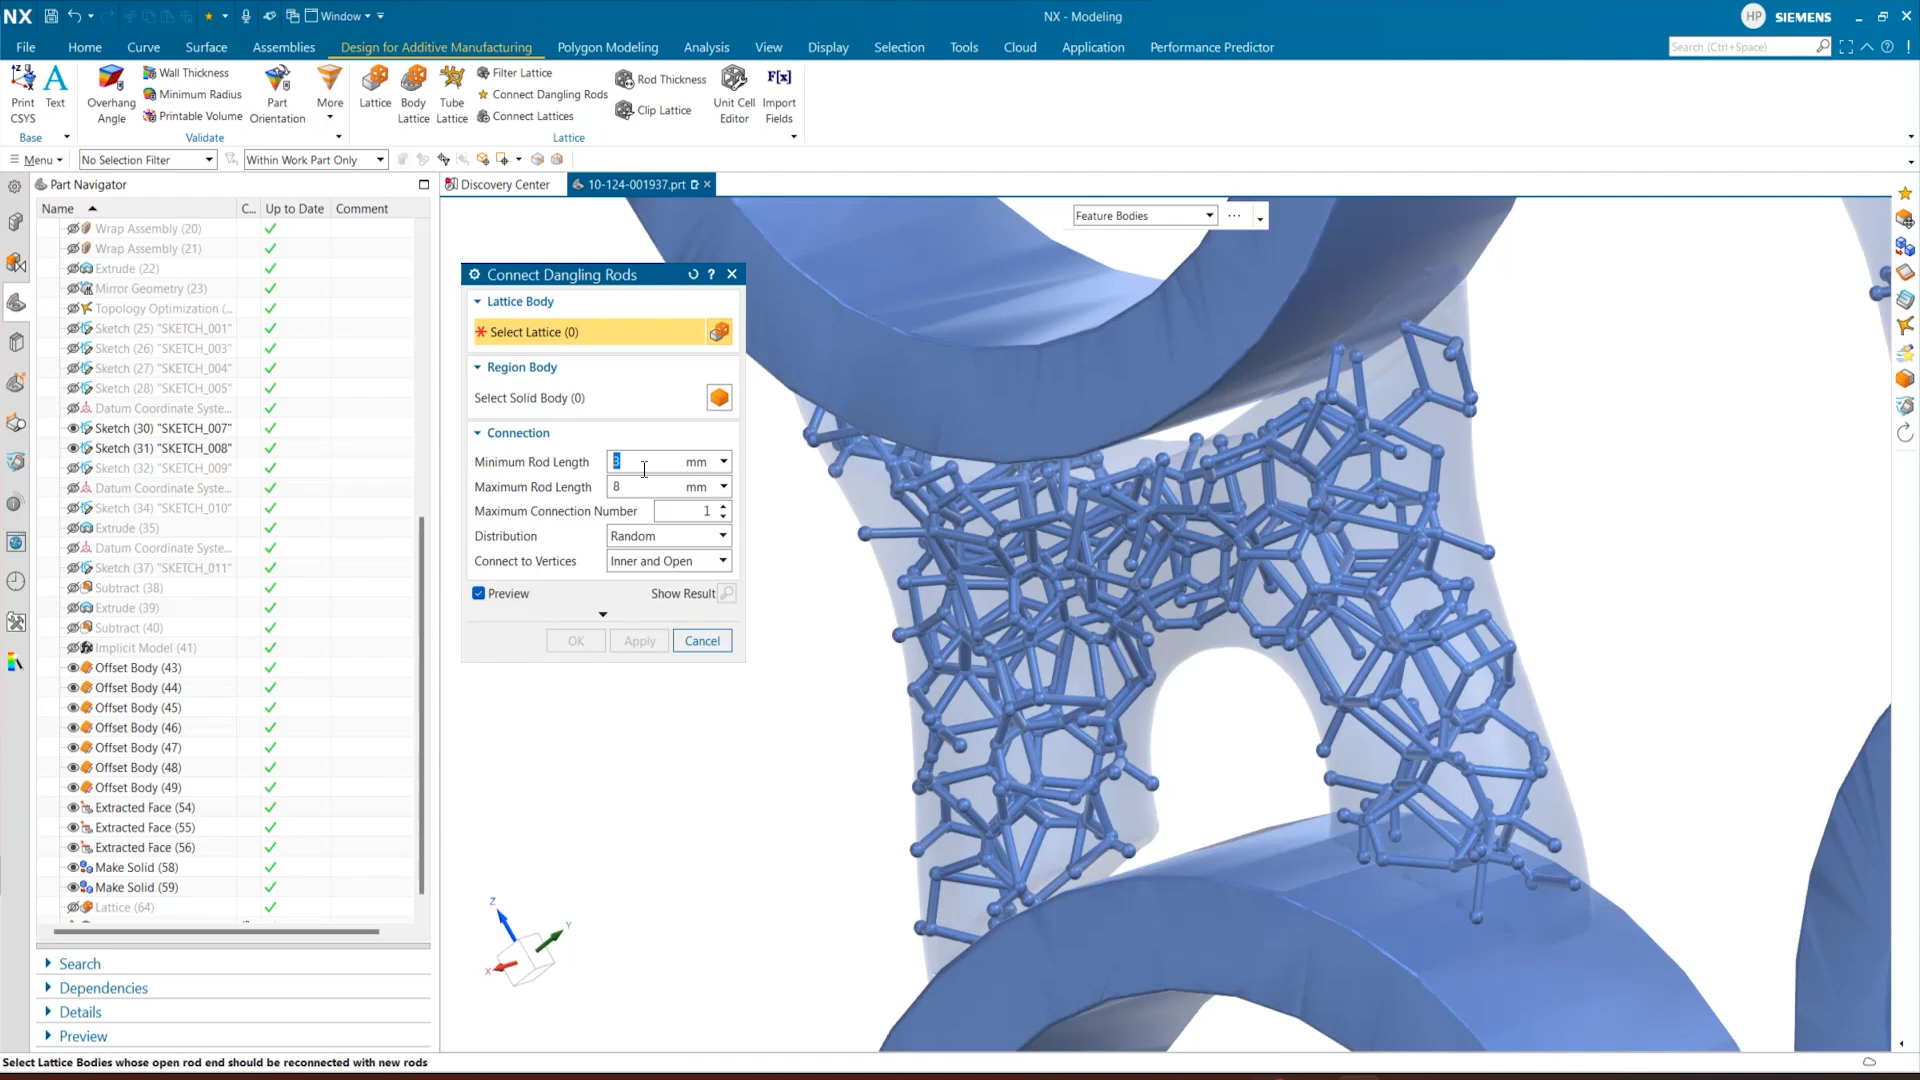 NX Window NX - Modeling HP SIEMENS
File Home Curve Surface Assemblies Design for Additive Manufacturing Polygon Modeling Analysis View Display Selection Tools Cloud Application Performance Predictor Search (Ctrl+Space)
Print CSYS
Text
Overhang Angle
Wall Thickness
Minimum Radius
Printable Volume
Part Orientation
More
Lattice
Body Lattice
Tube Lattice
Filter Lattice
Connect Dangling Rods
Connect Lattices
Rod Thickness
Clip Lattice
Unit Cell Editor
F[x]
Import Fields
Base Validate Lattice
Menu No Selection Filter Within Work Part Only
Part Navigator
Discovery Center 10-124-001937.prt
Name C... Up to Date Comment
Feature Bodies
Wrap Assembly (20)
Wrap Assembly (21)
Extrude (22)
Mirror Geometry (23)
Topology Optimization (...
Sketch (25) "SKETCH_001"
Sketch (26) "SKETCH_003"
Sketch (27) "SKETCH_004"
Sketch (28) "SKETCH_005"
Datum Coordinate Syste...
Sketch (30) "SKETCH_007"
Sketch (31) "SKETCH_008"
Sketch (32) "SKETCH_009"
Datum Coordinate Syste...
Sketch (34) "SKETCH_010"
Extrude (35)
Datum Coordinate Syste...
Sketch (37) "SKETCH_011"
Subtract (38)
Extrude (39)
Subtract (40)
Implicit Model (41)
Offset Body (43)
Offset Body (44)
Offset Body (45)
Offset Body (46)
Offset Body (47)
Offset Body (48)
Offset Body (49)
Extracted Face (54)
Extracted Face (55)
Extracted Face (56)
Make Solid (58)
Make Solid (59)
Lattice (64)
Search
Dependencies
Details
Preview
Connect Dangling Rods ?
Lattice Body
* Select Lattice (0)
Region Body
Select Solid Body (0)
Connection
Minimum Rod Length 3 mm
Maximum Rod Length 8 mm
Maximum Connection Number 1
Distribution Random
Connect to Vertices Inner and Open
Preview Show Result
OK Apply Cancel
Z
Y
X
Select Lattice Bodies whose open rod end should be reconnected with new rods